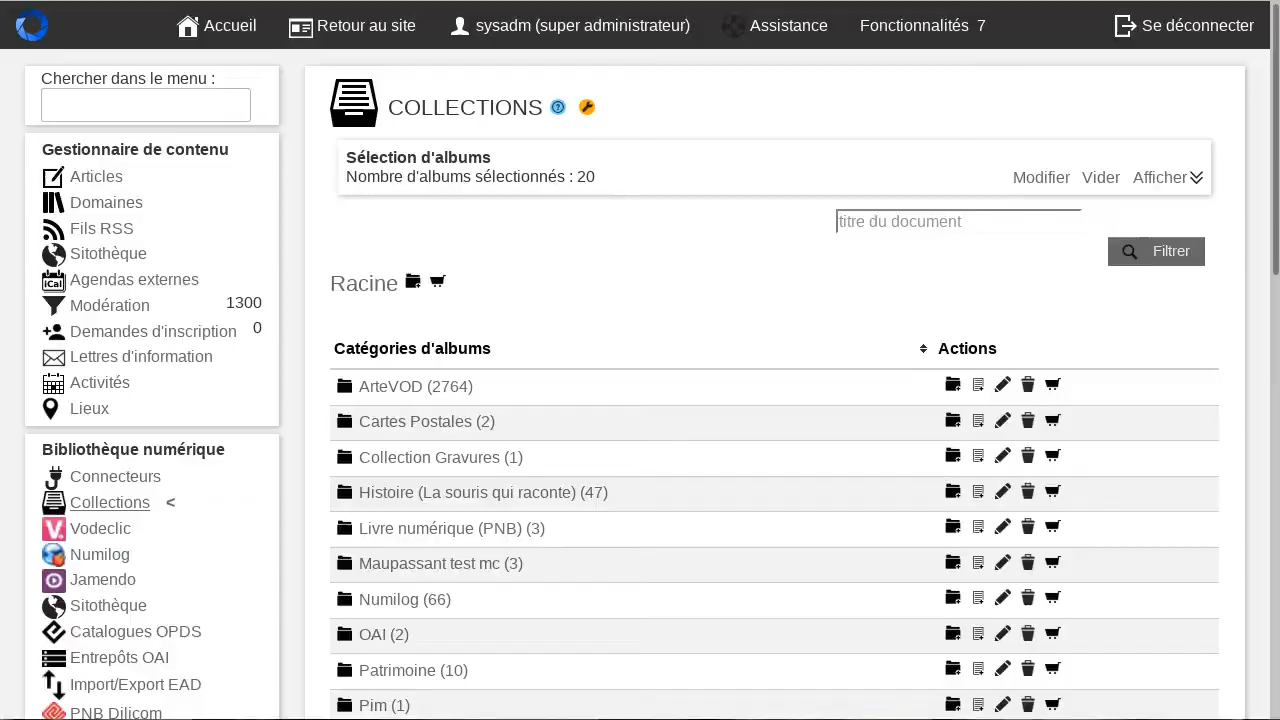 Accueil
Retour au site
sysadm (super administrateur)
Assistance
Fonctionnalités 7
Se déconnecter
Chercher dans le menu :
Gestionnaire de contenu
Articles
Domaines
Fils RSS
Sitothèque
Agendas externes
Modération 1300
Demandes d'inscription 0
Lettres d'information
Activités
Lieux
Bibliothèque numérique
Connecteurs
Collections <
Vodeclic
Numilog
Jamendo
Sitothèque
Catalogues OPDS
Entrepôts OAI
Import/Export EAD
PNB Dilicom
COLLECTIONS
Sélection d'albums
Nombre d'albums sélectionnés : 20
Modifier Vider Afficher
titre du document
Filtrer
Racine
Catégories d'albums Actions
ArteVOD (2764)
Cartes Postales (2)
Collection Gravures (1)
Histoire (La souris qui raconte) (47)
Livre numérique (PNB) (3)
Maupassant test mc (3)
Numilog (66)
OAI (2)
Patrimoine (10)
Pim (1)